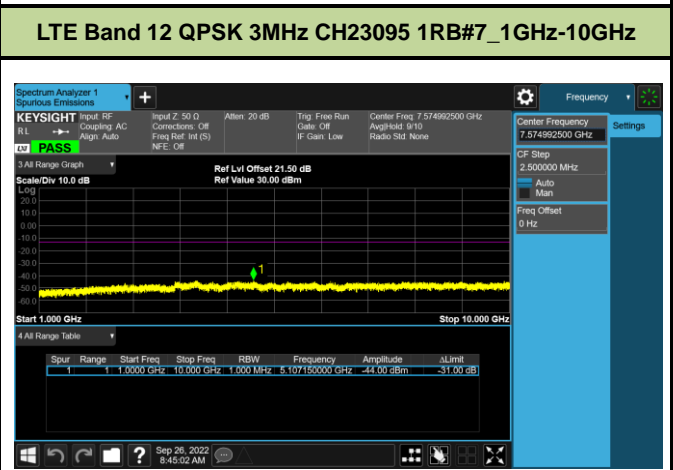 LTE Band 12 QPSK 3MHz CH23095 1RB#7_1GHz-10GHz
Spectrum Analyzer 1
Spurious Emissions
Frequency
KEYSIGHT Input: RF Input Z: 50 Ω Atten: 20 dB Trig: Free Run Center Freq: 7.574992500 GHz
RL Coupling: AC Corrections: Off Gate: Off Avg|Hold: 9/10
Align: Auto Freq Ref: Int (S) IF Gain: Low Radio Std: None
PASS NFE: Off
Center Frequency
7.574992500 GHz
Settings
CF Step
2.500000 MHz
Auto
Man
Freq Offset
0 Hz
3 All Range Graph
Ref Lvl Offset 21.50 dB
Scale/Div 10.0 dB Ref Value 30.00 dBm
Log
20.0
10.0
0.00
-10.0
-20.0
-30.0
-40.0
-50.0
-60.0
1
Start 1.000 GHz Stop 10.000 GHz
4 All Range Table
Spur Range Start Freq Stop Freq RBW Frequency Amplitude ΔLimit
1 1 1.0000 GHz 10.000 GHz 1.000 MHz 5.107150000 GHz -44.00 dBm -31.00 dB
? Sep 26, 2022
8:45:02 AM